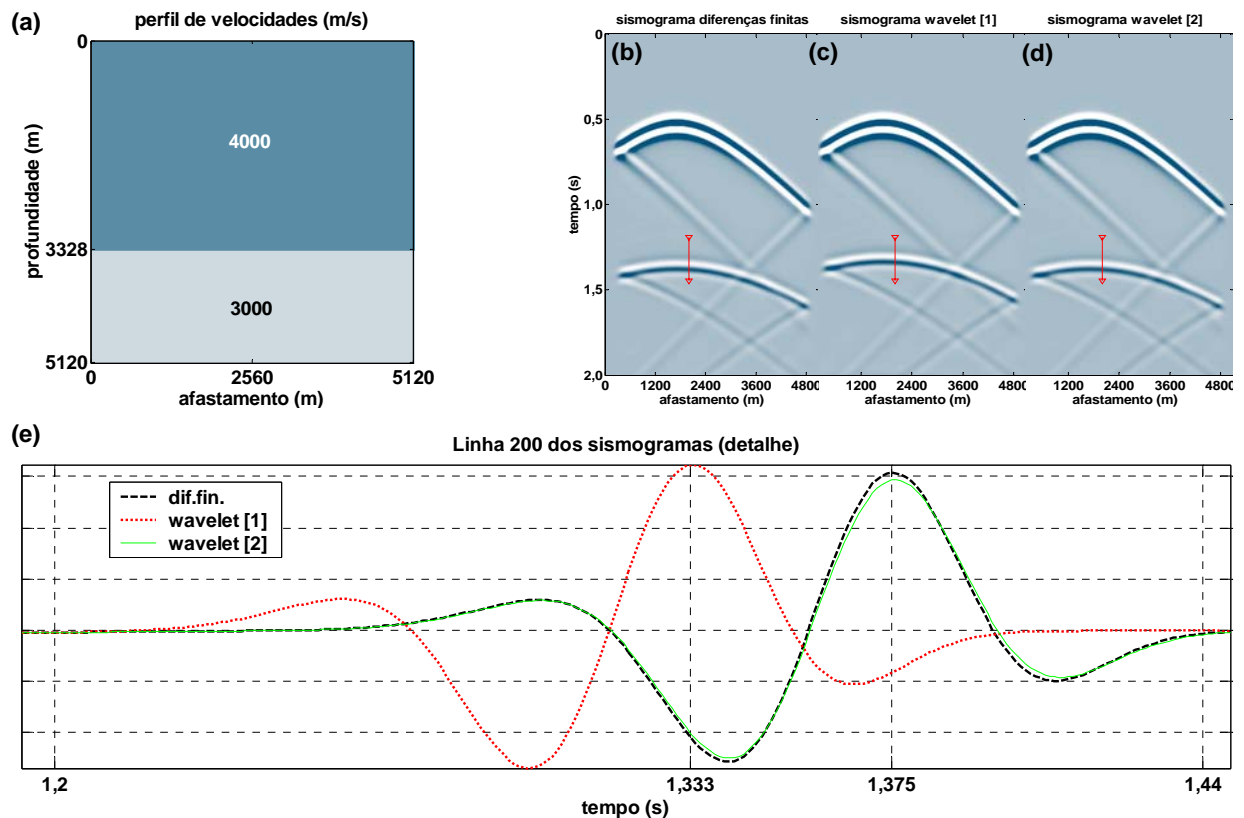 (a)
perfil de velocidades (m/s)
0
4000
3328
3000
5120
0
2560
5120
profundidade (m)
afastamento (m)
sismograma diferenças finitas
sismograma wavelet [1]
sismograma wavelet [2]
(b)
(c)
(d)
0
0,5
1,0
1,5
2,0
tempo (s)
0
1200
2400
3600
4800
0
1200
2400
3600
4800
0
1200
2400
3600
4800
afastamento (m)
afastamento (m)
afastamento (m)
(e)
Linha 200 dos sismogramas (detalhe)
dif.fin.
wavelet [1]
wavelet [2]
1,2
1,333
1,375
1,44
tempo (s)